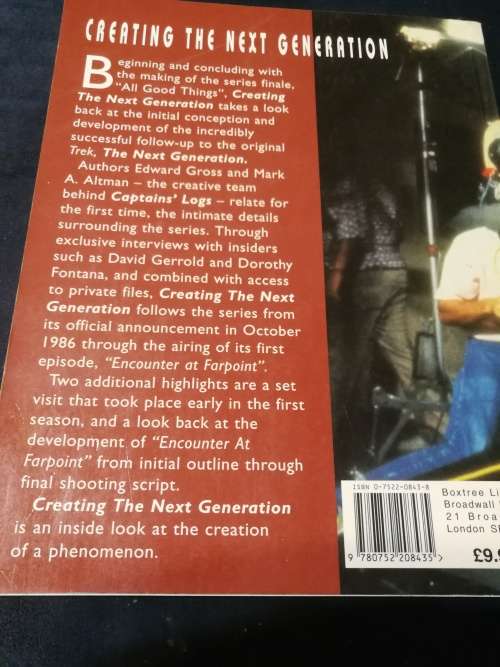 CREATING THE NEXT GENERATION
Beginning and concluding with
the making of the series finale,
"All Good Things", Creating
The Next Generation takes a look
back at the initial conception and
development of the incredibly
successful follow-up to the original
Trek, The Next Generation.
Authors Edward Gross and Mark
A. Altman – the creative team
behind Captains' Logs – relate for
the first time, the intimate details
surrounding the series. Through
exclusive interviews with insiders
such as David Gerrold and Dorothy
Fontana, and combined with access
to private files, Creating The Next
Generation follows the series from
its official announcement in October
1986 through the airing of its first
episode, "Encounter at Farpoint".
Two additional highlights are a set
visit that took place early in the first
season, and a look back at the
development of "Encounter At
Farpoint" from initial outline through
final shooting script.
Creating The Next Generation
is an inside look at the creation
of a phenomenon.
ISBN 0-7522-0843-8
9 780752 208435>
Boxtree Li
Broadwall
21 Broa
London S
£9.9